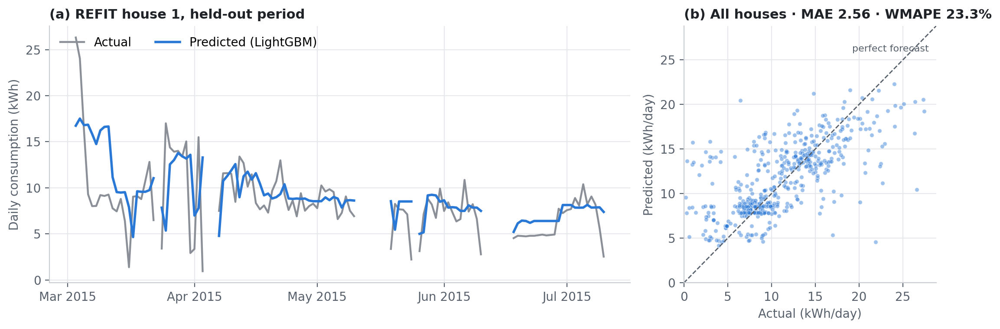 (a) REFIT house 1, held-out period
Actual
Predicted (LightGBM)
Daily consumption (kWh)
25
20
15
10
5
0
Mar 2015
Apr 2015
May 2015
Jun 2015
Jul 2015
(b) All houses · MAE 2.56 · WMAPE 23.3%
perfect forecast
Predicted (kWh/day)
25
20
15
10
5
0
0
5
10
15
20
25
Actual (kWh/day)